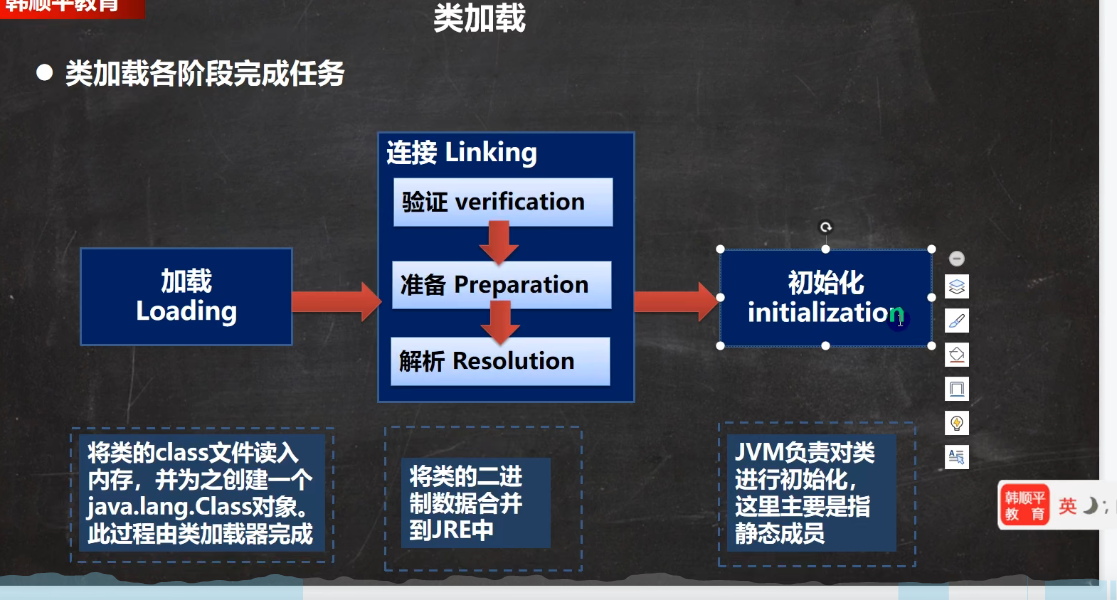 韩顺平教育
类加载
● 类加载各阶段完成任务
连接 Linking
验证 verification
准备 Preparation
解析 Resolution
加载
Loading
初始化
initialization
将类的class文件读入
内存，并为之创建一个
java.lang.Class对象。
此过程由类加载器完成
将类的二进
制数据合并
到JRE中
JVM负责对类
进行初始化，
这里主要是指
静态成员
韩顺平
教 育
英